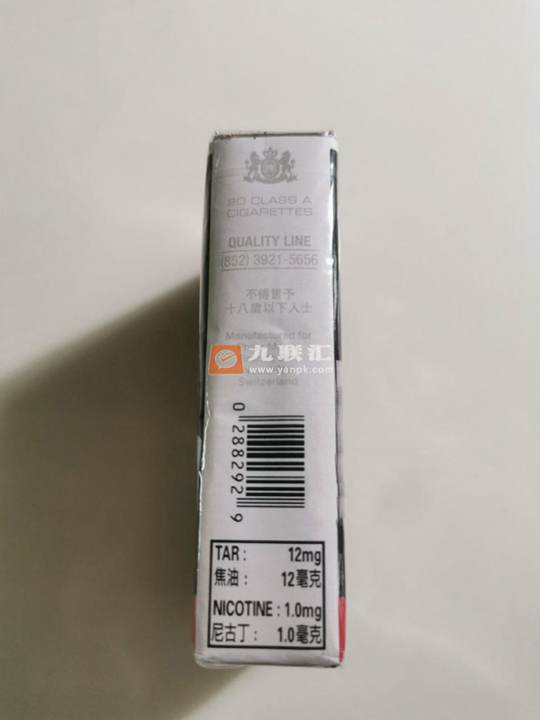 20 CLASS A
CIGARETTES
QUALITY LINE
(852) 3921-5656
不得售予
十八歲以下人士
Manufactured for
九联汇
www.yanpk.com
Switzerland
0 288292 9
TAR : 12mg
焦油 : 12毫克
NICOTINE : 1.0mg
尼古丁 : 1.0毫克